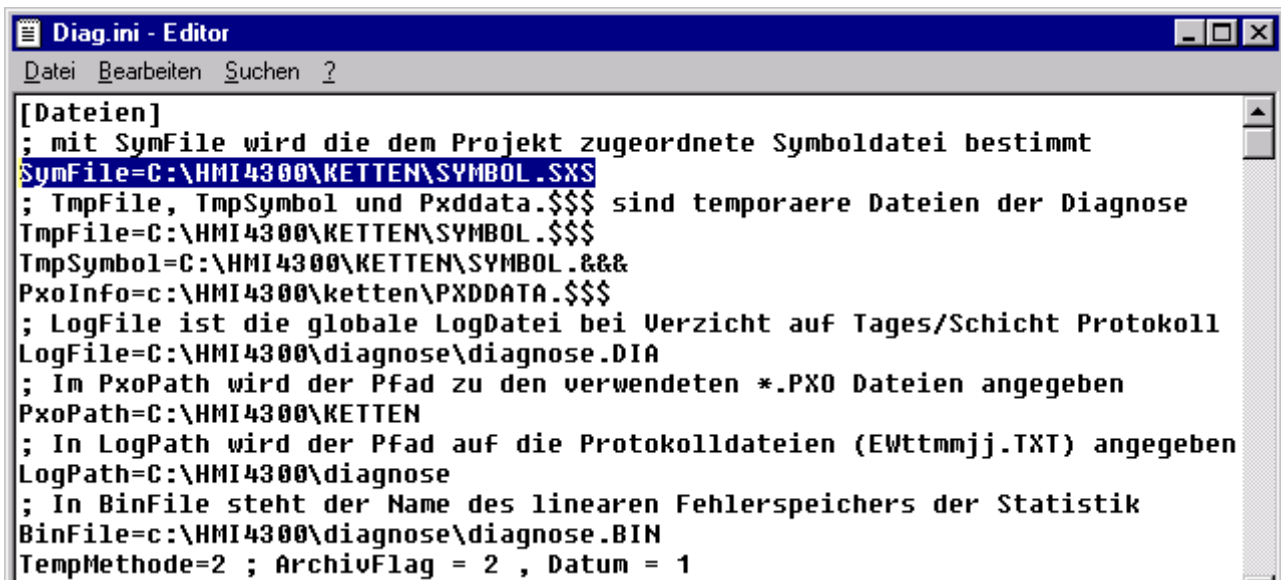 Diag.ini - Editor
Datei Bearbeiten Suchen ?
[Dateien]
; mit SymFile wird die dem Projekt zugeordnete Symboldatei bestimmt
SymFile=C:\HMI4300\KETTEN\SYMBOL.SXS
; TmpFile, TmpSymbol und Pxddata.$$$ sind temporaere Dateien der Diagnose
TmpFile=C:\HMI4300\KETTEN\SYMBOL.$$$
TmpSymbol=C:\HMI4300\KETTEN\SYMBOL.&&&
PxoInfo=c:\HMI4300\ketten\PXDDATA.$$$
; LogFile ist die globale LogDatei bei Verzicht auf Tages/Schicht Protokoll
LogFile=C:\HMI4300\diagnose\diagnose.DIA
; Im PxoPath wird der Pfad zu den verwendeten *.PXO Dateien angegeben
PxoPath=C:\HMI4300\KETTEN
; In LogPath wird der Pfad auf die Protokolldateien (EWttmmjj.TXT) angegeben
LogPath=C:\HMI4300\diagnose
; In BinFile steht der Name des linearen Fehlerspeichers der Statistik
BinFile=c:\HMI4300\diagnose\diagnose.BIN
TempMethode=2 ; ArchivFlag = 2 , Datum = 1